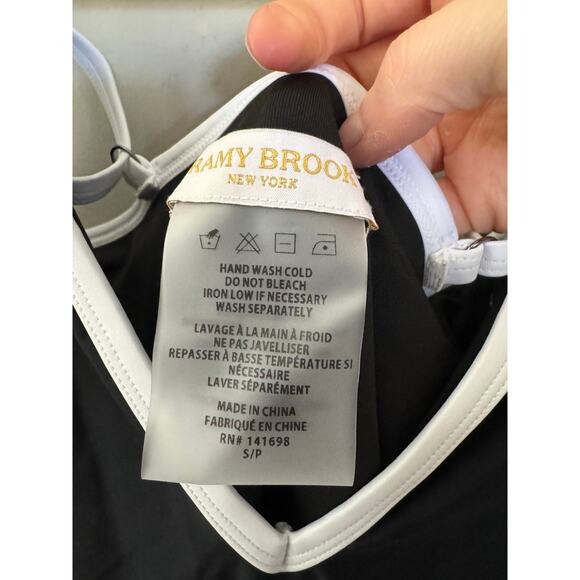 RAMY BROOK
NEW YORK
HAND WASH COLD
DO NOT BLEACH
IRON LOW IF NECESSARY
WASH SEPARATELY
LAVAGE À LA MAIN À FROID
NE PAS JAVELLISER
REPASSER À BASSE TEMPÉRATURE SI
NÉCESSAIRE
LAVER SÉPARÉMENT
MADE IN CHINA
FABRIQUÉ EN CHINE
RN# 141698
S/P